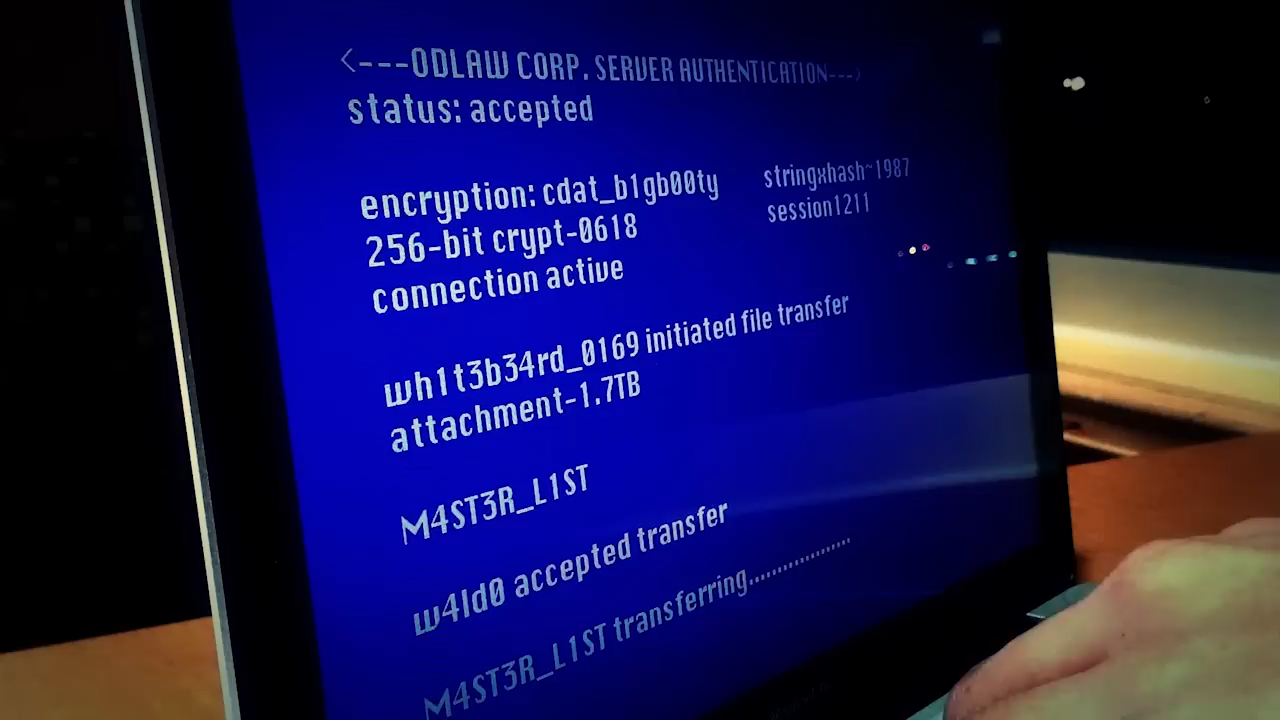 <---ODLAW CORP. SERVER AUTHENTICATION--->
status: accepted
encryption: cdat_b1gb00ty
256-bit crypt-0618
connection active
stringxhash~1987
session1211
wh1t3b34rd_0169 initiated file transfer
attachment-1.7TB
M4ST3R_L1ST
w4ld0 accepted transfer
M4ST3R_L1ST transferring...................